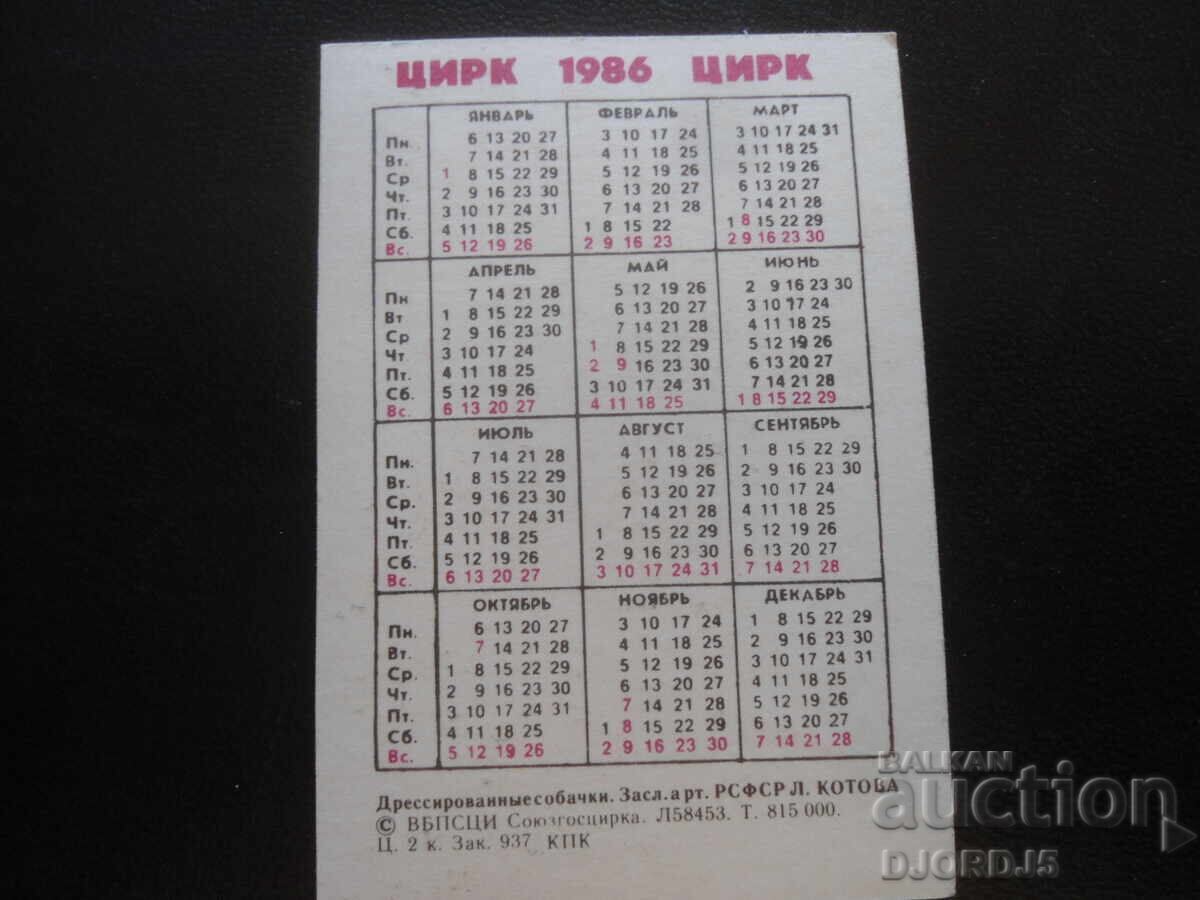 ЦИРК 1986 ЦИРК
ЯНВАРЬ ФЕВРАЛЬ МАРТ
Пн. 6 13 20 27 3 10 17 24 3 10 17 24 31
Вт. 7 14 21 28 4 11 18 25 4 11 18 25
Ср 1 8 15 22 29 5 12 19 26 5 12 19 26
Чт. 2 9 16 23 30 6 13 20 27 6 13 20 27
Пт. 3 10 17 24 31 7 14 21 28 7 14 21 28
Сб. 4 11 18 25 1 8 15 22 1 8 15 22 29
Вс. 5 12 19 26 2 9 16 23 2 9 16 23 30
АПРЕЛЬ МАЙ ИЮНЬ
Пн 7 14 21 28 5 12 19 26 2 9 16 23 30
Вт 1 8 15 22 29 6 13 20 27 3 10 17 24
Ср 2 9 16 23 30 7 14 21 28 4 11 18 25
Чт. 3 10 17 24 1 8 15 22 29 5 12 19 26
Пт. 4 11 18 25 2 9 16 23 30 6 13 20 27
Сб. 5 12 19 26 3 10 17 24 31 7 14 21 28
Вс. 6 13 20 27 4 11 18 25 1 8 15 22 29
ИЮЛЬ АВГУСТ СЕНТЯБРЬ
Пн. 7 14 21 28 4 11 18 25 1 8 15 22 29
Вт. 1 8 15 22 29 5 12 19 26 2 9 16 23 30
Ср. 2 9 16 23 30 6 13 20 27 3 10 17 24
Чт. 3 10 17 24 31 7 14 21 28 4 11 18 25
Пт. 4 11 18 25 1 8 15 22 29 5 12 19 26
Сб. 5 12 19 26 2 9 16 23 30 6 13 20 27
Вс. 6 13 20 27 3 10 17 24 31 7 14 21 28
ОКТЯБРЬ НОЯБРЬ ДЕКАБРЬ
Пн. 6 13 20 27 3 10 17 24 1 8 15 22 29
Вт. 7 14 21 28 4 11 18 25 2 9 16 23 30
Ср. 1 8 15 22 29 5 12 19 26 3 10 17 24 31
Чт. 2 9 16 23 30 6 13 20 27 4 11 18 25
Пт. 3 10 17 24 31 7 14 21 28 5 12 19 26
Сб. 4 11 18 25 1 8 15 22 29 6 13 20 27
Вс. 5 12 19 26 2 9 16 23 30 7 14 21 28
Дрессированные собачки. Засл. арт. РСФСР Л. КОТОВА
© ВБПСЦИ Союзгосцирка. Л58453. Т. 815 000.
Ц. 2 к. Зак. 937 КПК
BALKAN
auction
DJORDJ5